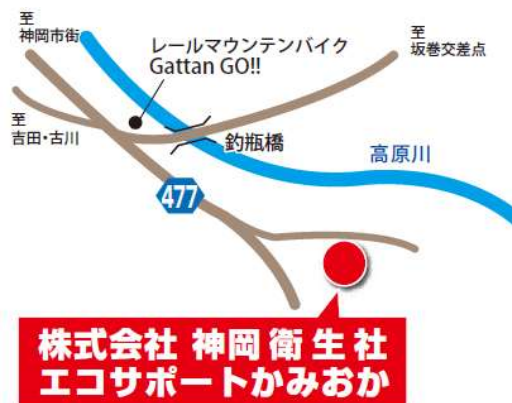 至
神岡市街
レールマウンテンバイク
Gattan GO!!
至
坂巻交差点
至
吉田・古川
釣瓶橋
高原川
477
株式会社 神岡衛生社
エコサポートかみおか